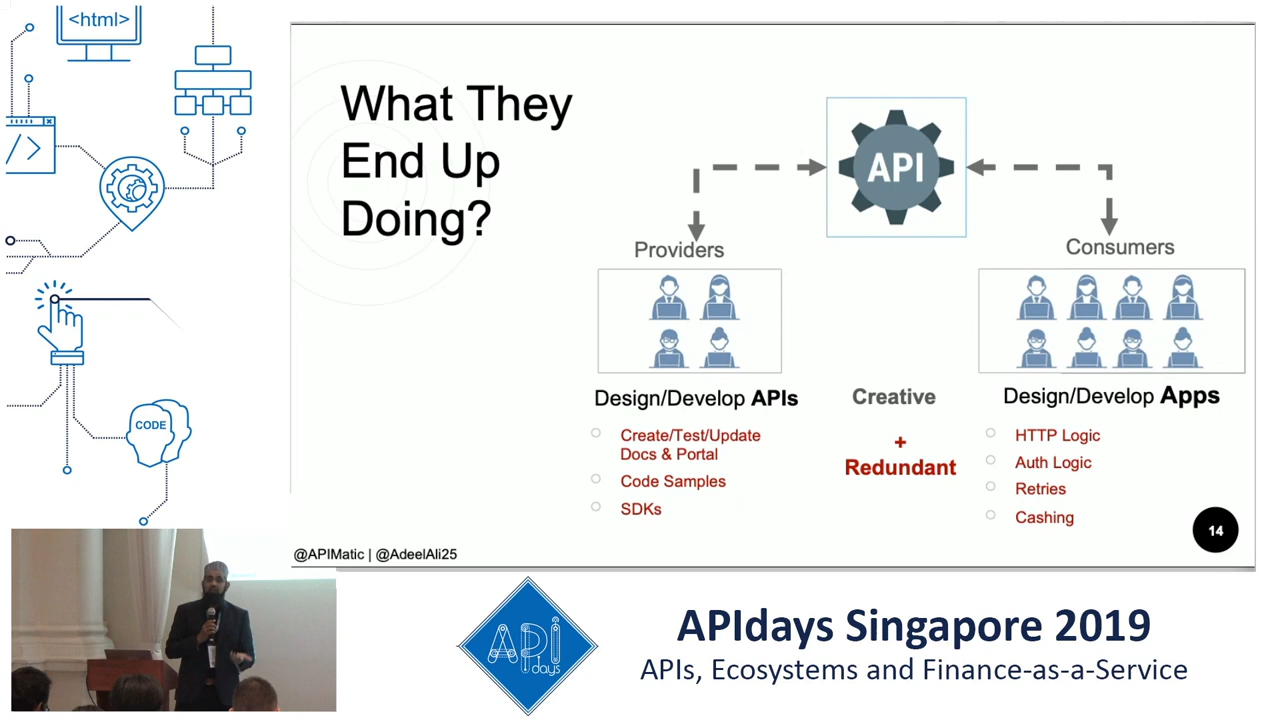 <html>
</>
CODE
What They
End Up
Doing?
API
Providers
Consumers
Design/Develop APIs
Create/Test/Update
Docs & Portal
Code Samples
SDKs
Creative
+
Redundant
Design/Develop Apps
HTTP Logic
Auth Logic
Retries
Cashing
14
@APIMatic | @AdeelAli25
API
days
APIdays Singapore 2019
APIs, Ecosystems and Finance-as-a-Service